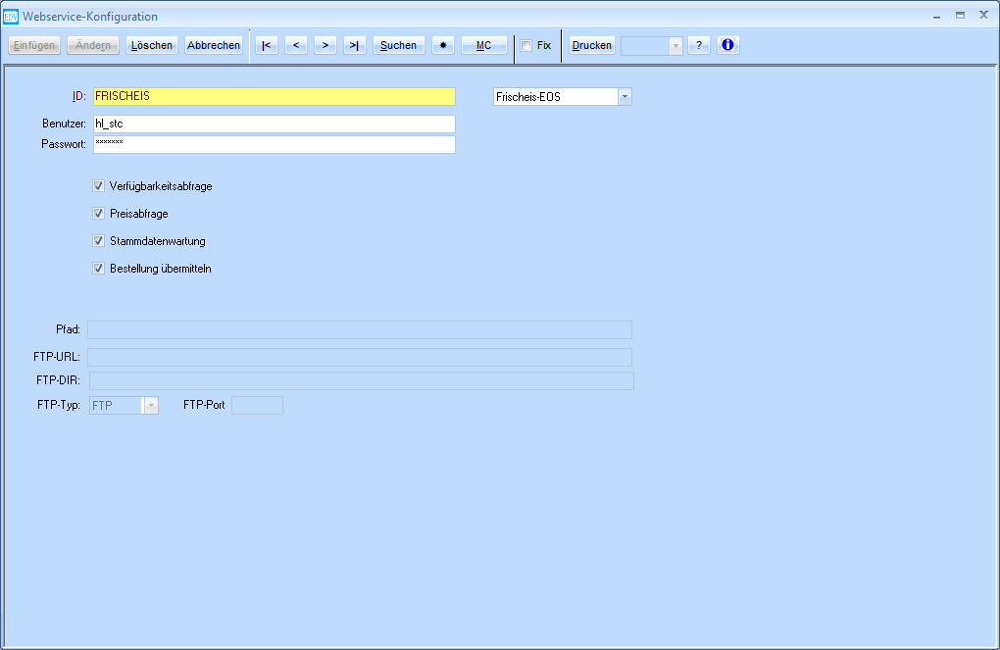 EDV Webservice-Konfiguration
Einfügen Ändern Löschen Abbrechen |< < > >| Suchen * MC Fix Drucken ? i
ID: FRISCHEIS Frischeis-EOS
Benutzer: hl_stc
Passwort: *******
Verfügbarkeitsabfrage
Preisabfrage
Stammdatenwartung
Bestellung übermitteln
Pfad:
FTP-URL:
FTP-DIR:
FTP-Typ: FTP FTP-Port